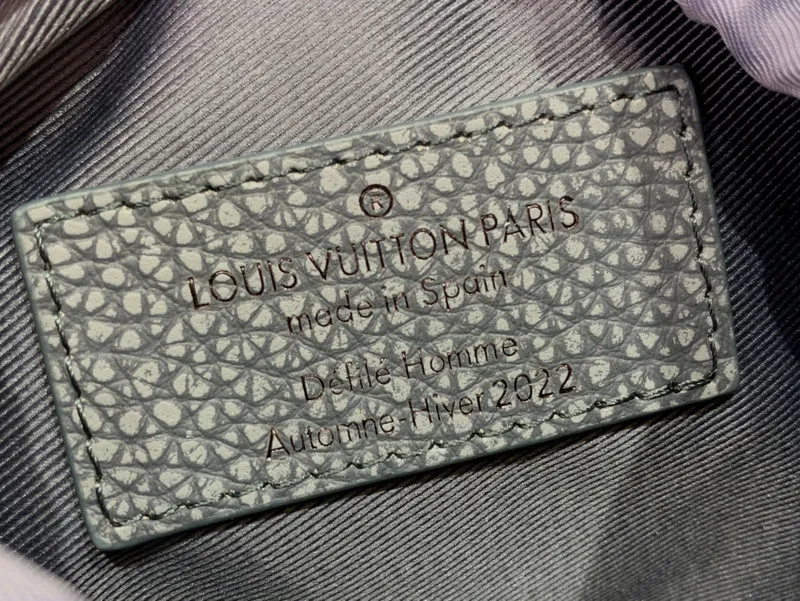 ®
LOUIS VUITTON PARIS
made in Spain
Défilé Homme
Automne-Hiver 2022